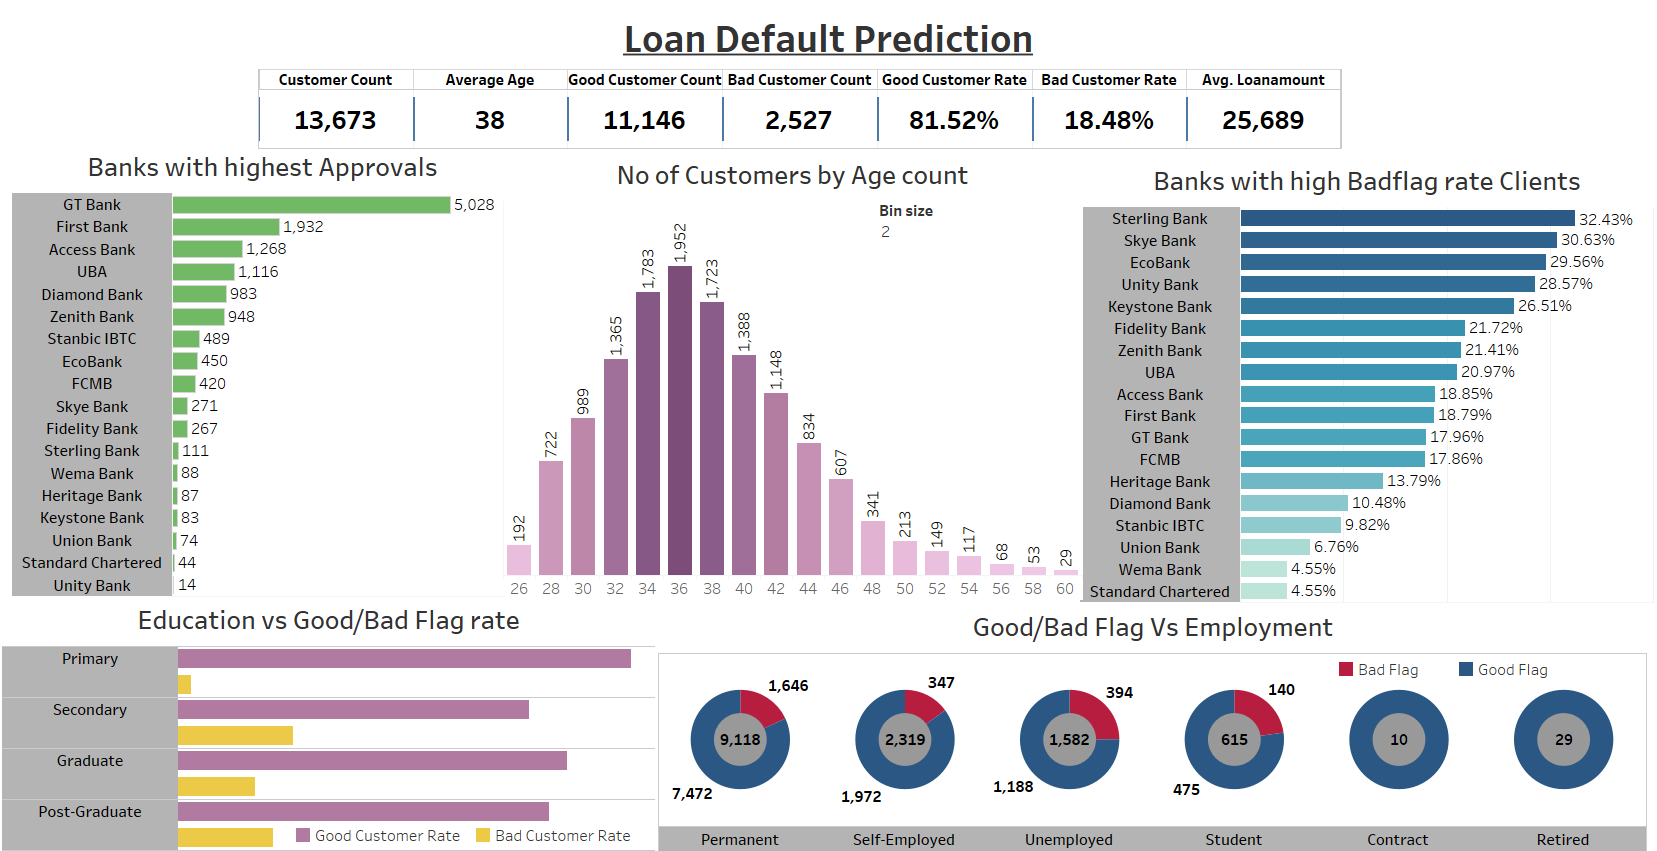 Loan Default Prediction
Customer Count Average Age Good Customer Count Bad Customer Count Good Customer Rate Bad Customer Rate Avg. Loanamount
13,673 38 11,146 2,527 81.52% 18.48% 25,689
Banks with highest Approvals
GT Bank 5,028
First Bank 1,932
Access Bank 1,268
UBA 1,116
Diamond Bank 983
Zenith Bank 948
Stanbic IBTC 489
EcoBank 450
FCMB 420
Skye Bank 271
Fidelity Bank 267
Sterling Bank 111
Wema Bank 88
Heritage Bank 87
Keystone Bank 83
Union Bank 74
Standard Chartered 44
Unity Bank 14
No of Customers by Age count
Bin size
2
192 722 989 1,365 1,783 1,952 1,723 1,388 1,148 834 607 341 213 149 117 68 53 29
26 28 30 32 34 36 38 40 42 44 46 48 50 52 54 56 58 60
Banks with high Badflag rate Clients
Sterling Bank 32.43%
Skye Bank 30.63%
EcoBank 29.56%
Unity Bank 28.57%
Keystone Bank 26.51%
Fidelity Bank 21.72%
Zenith Bank 21.41%
UBA 20.97%
Access Bank 18.85%
First Bank 18.79%
GT Bank 17.96%
FCMB 17.86%
Heritage Bank 13.79%
Diamond Bank 10.48%
Stanbic IBTC 9.82%
Union Bank 6.76%
Wema Bank 4.55%
Standard Chartered 4.55%
Education vs Good/Bad Flag rate
Primary
Secondary
Graduate
Post-Graduate
Good Customer Rate Bad Customer Rate
Good/Bad Flag Vs Employment
Bad Flag Good Flag
1,646 347 394 140
9,118 2,319 1,582 615 10 29
7,472 1,972 1,188 475
Permanent Self-Employed Unemployed Student Contract Retired